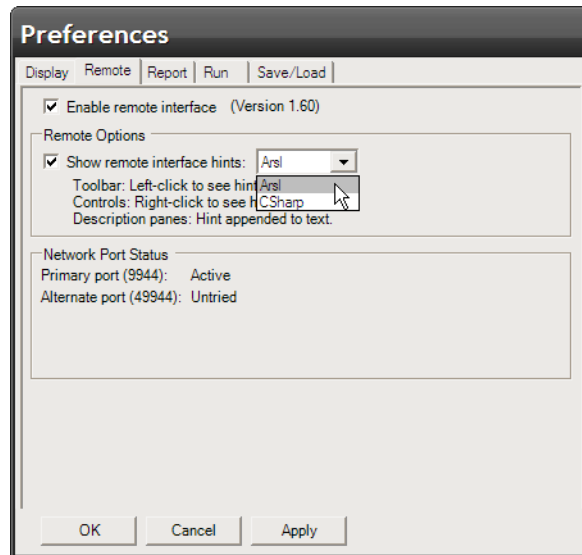 Preferences
Display Remote Report Run Save/Load
Enable remote interface (Version 1.60)
Remote Options
Show remote interface hints: Arsl
Toolbar: Left-click to see hint
Arsl
Controls: Right-click to see h
CSharp
Description panes: Hint appended to text.
Network Port Status
Primary port (9944): Active
Alternate port (49944): Untried
OK Cancel Apply